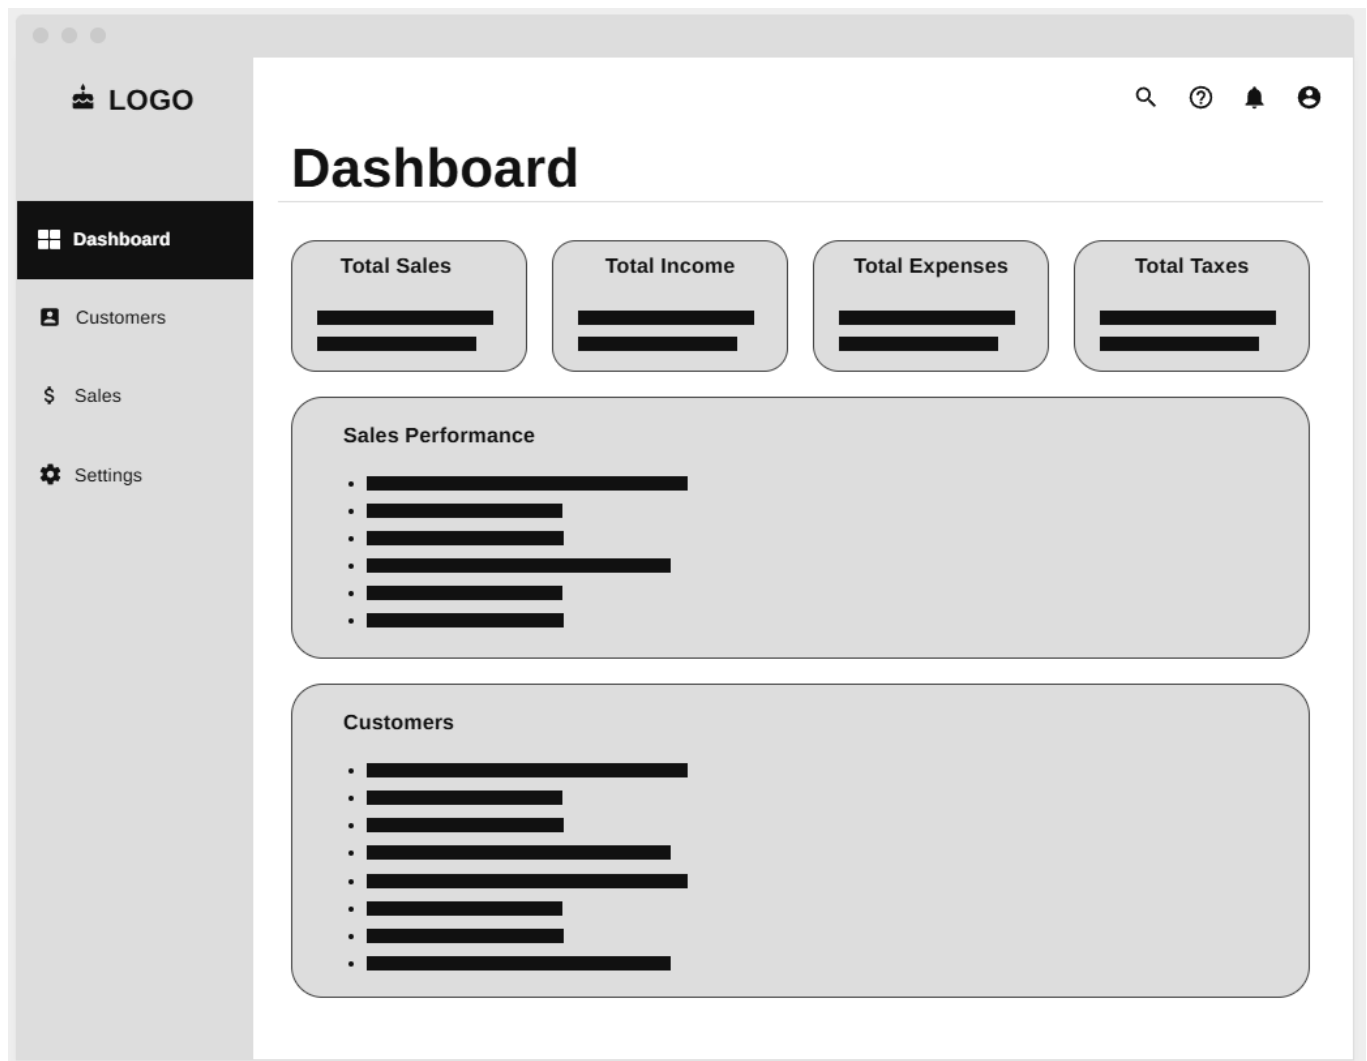 LOGO
Dashboard
Dashboard
Customers
Sales
Settings
Total Sales
Total Income
Total Expenses
Total Taxes
Sales Performance
Customers